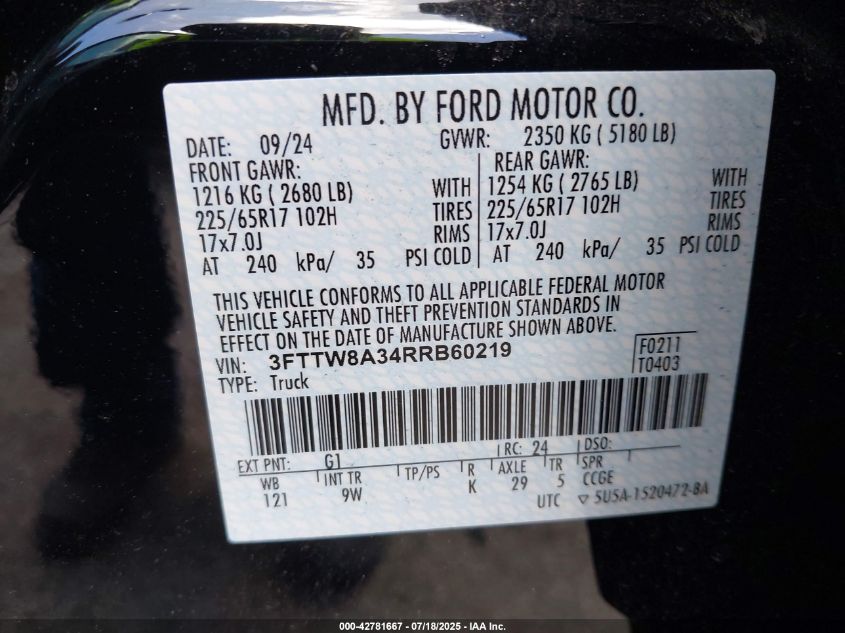 MFD. BY FORD MOTOR CO.
DATE: 09/24 GVWR: 2350 KG ( 5180 LB)
FRONT GAWR: REAR GAWR:
1216 KG ( 2680 LB) WITH 1254 KG ( 2765 LB) WITH
225/65R17 102H TIRES 225/65R17 102H TIRES
17x7.0J RIMS 17x7.0J RIMS
AT 240 kPa/ 35 PSI COLD AT 240 kPa/ 35 PSI COLD
THIS VEHICLE CONFORMS TO ALL APPLICABLE FEDERAL MOTOR
VEHICLE SAFETY AND THEFT PREVENTION STANDARDS IN
EFFECT ON THE DATE OF MANUFACTURE SHOWN ABOVE.
VIN: 3FTTW8A34RRB60219 F0211
TYPE: Truck T0403
EXT PNT: G1 RC: 24 DSO:
WB INT TR TP/PS R AXLE TR SPR
121 9W K 29 5 CCGE
UTC ▽ 5U5A-1520472-BA
000-42781667 - 07/18/2025 - IAA Inc.